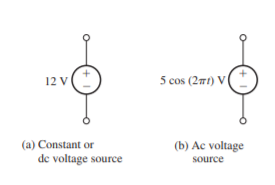 12 V
+
−
5 cos (2πt) V
+
−
(a) Constant or
dc voltage source
(b) Ac voltage
source